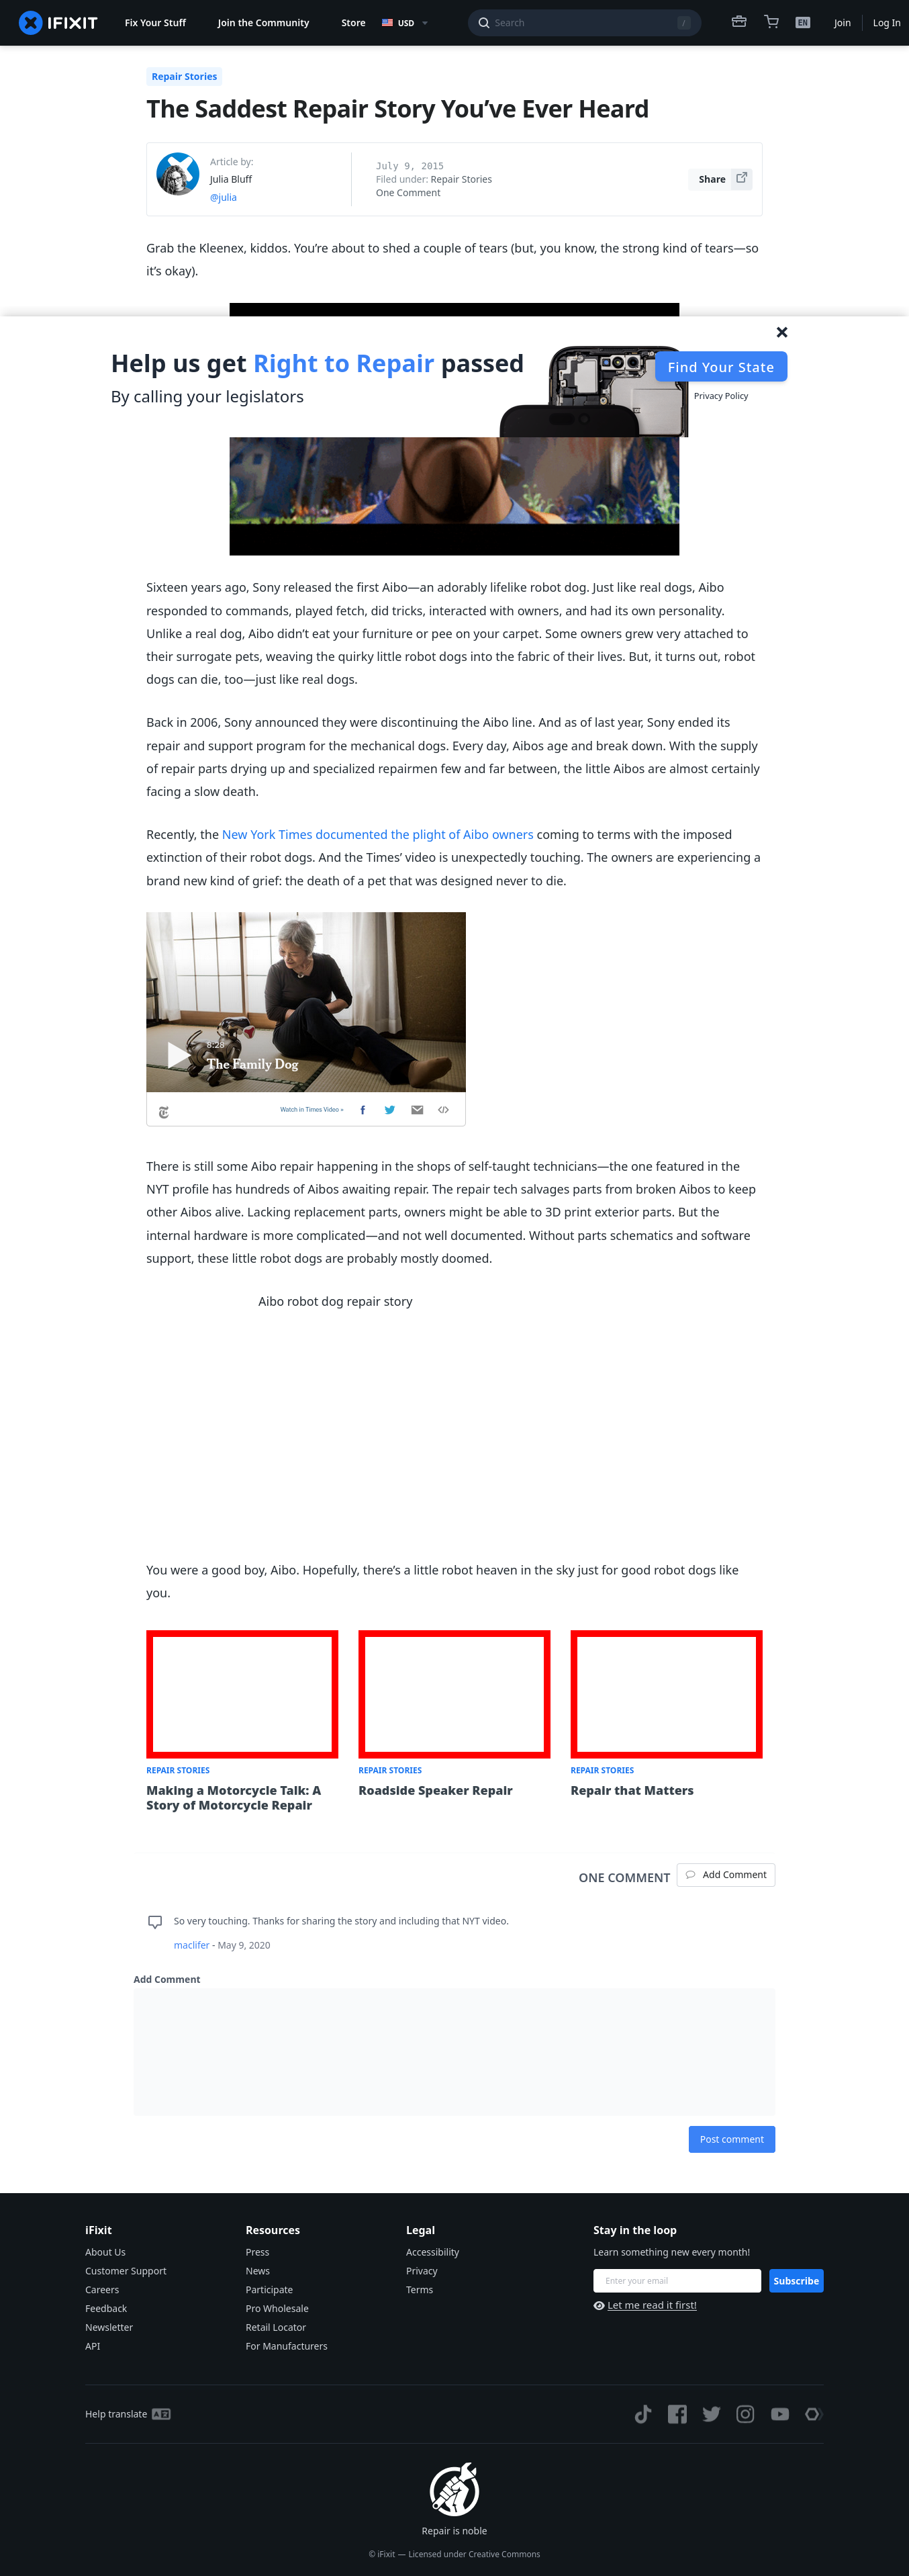 IFIXIT
Fix Your Stuff
Join the Community
Store
USD
Search
/
EN
Join
Log In
Repair Stories
The Saddest Repair Story You’ve Ever Heard
Article by:
Julia Bluff
@julia
July 9, 2015
Filed under: Repair Stories
One Comment
Share
Grab the Kleenex, kiddos. You’re about to shed a couple of tears (but, you know, the strong kind of tears—so
it’s okay).
Help us get Right to Repair passed
By calling your legislators
Find Your State
Privacy Policy
Sixteen years ago, Sony released the first Aibo—an adorably lifelike robot dog. Just like real dogs, Aibo
responded to commands, played fetch, did tricks, interacted with owners, and had its own personality.
Unlike a real dog, Aibo didn’t eat your furniture or pee on your carpet. Some owners grew very attached to
their surrogate pets, weaving the quirky little robot dogs into the fabric of their lives. But, it turns out, robot
dogs can die, too—just like real dogs.
Back in 2006, Sony announced they were discontinuing the Aibo line. And as of last year, Sony ended its
repair and support program for the mechanical dogs. Every day, Aibos age and break down. With the supply
of repair parts drying up and specialized repairmen few and far between, the little Aibos are almost certainly
facing a slow death.
Recently, the New York Times documented the plight of Aibo owners coming to terms with the imposed
extinction of their robot dogs. And the Times’ video is unexpectedly touching. The owners are experiencing a
brand new kind of grief: the death of a pet that was designed never to die.
8:28
The Family Dog
Watch in Times Video »
There is still some Aibo repair happening in the shops of self-taught technicians—the one featured in the
NYT profile has hundreds of Aibos awaiting repair. The repair tech salvages parts from broken Aibos to keep
other Aibos alive. Lacking replacement parts, owners might be able to 3D print exterior parts. But the
internal hardware is more complicated—and not well documented. Without parts schematics and software
support, these little robot dogs are probably mostly doomed.
Aibo robot dog repair story
You were a good boy, Aibo. Hopefully, there’s a little robot heaven in the sky just for good robot dogs like
you.
REPAIR STORIES
Making a Motorcycle Talk: A
Story of Motorcycle Repair
REPAIR STORIES
Roadside Speaker Repair
REPAIR STORIES
Repair that Matters
ONE COMMENT
Add Comment
So very touching. Thanks for sharing the story and including that NYT video.
maclifer - May 9, 2020
Add Comment
Post comment
iFixit
About Us
Customer Support
Careers
Feedback
Newsletter
API
Resources
Press
News
Participate
Pro Wholesale
Retail Locator
For Manufacturers
Legal
Accessibility
Privacy
Terms
Stay in the loop
Learn something new every month!
Enter your email
Subscribe
Let me read it first!
Help translate
Repair is noble
© iFixit — Licensed under Creative Commons